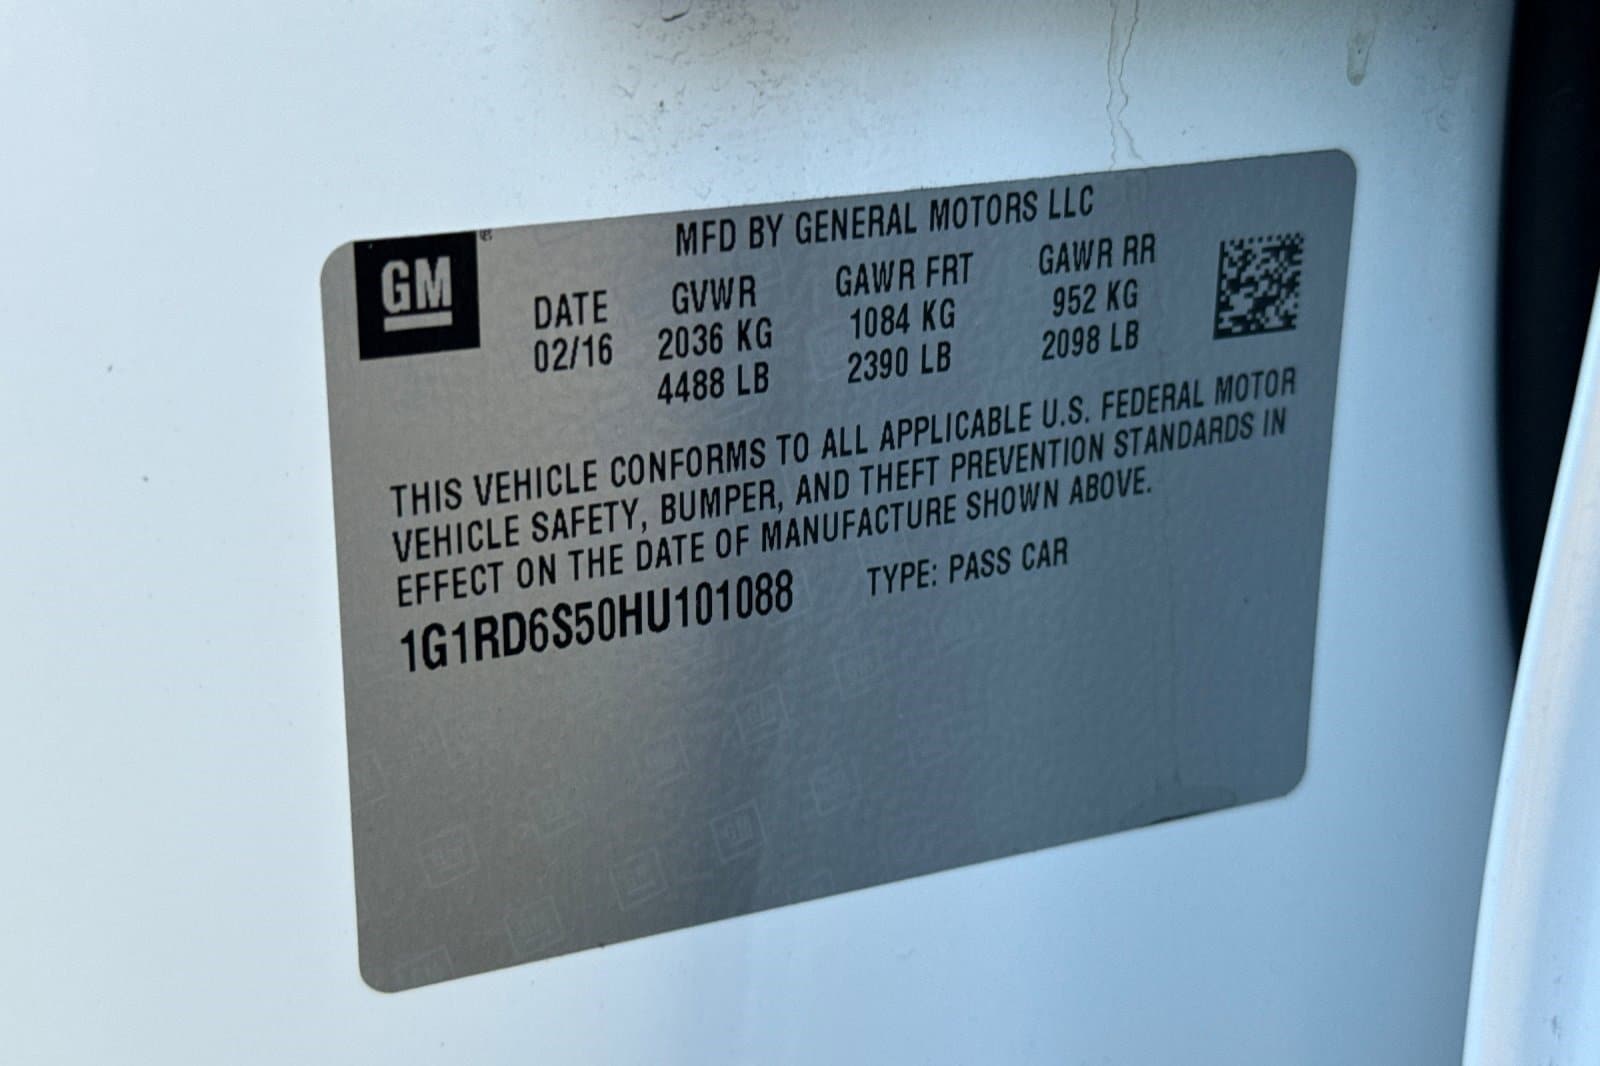 GM
MFD BY GENERAL MOTORS LLC
DATE GVWR GAWR FRT GAWR RR
02/16 2036 KG 1084 KG 952 KG
4488 LB 2390 LB 2098 LB
THIS VEHICLE CONFORMS TO ALL APPLICABLE U.S. FEDERAL MOTOR
VEHICLE SAFETY, BUMPER, AND THEFT PREVENTION STANDARDS IN
EFFECT ON THE DATE OF MANUFACTURE SHOWN ABOVE.
1G1RD6S50HU101088 TYPE: PASS CAR